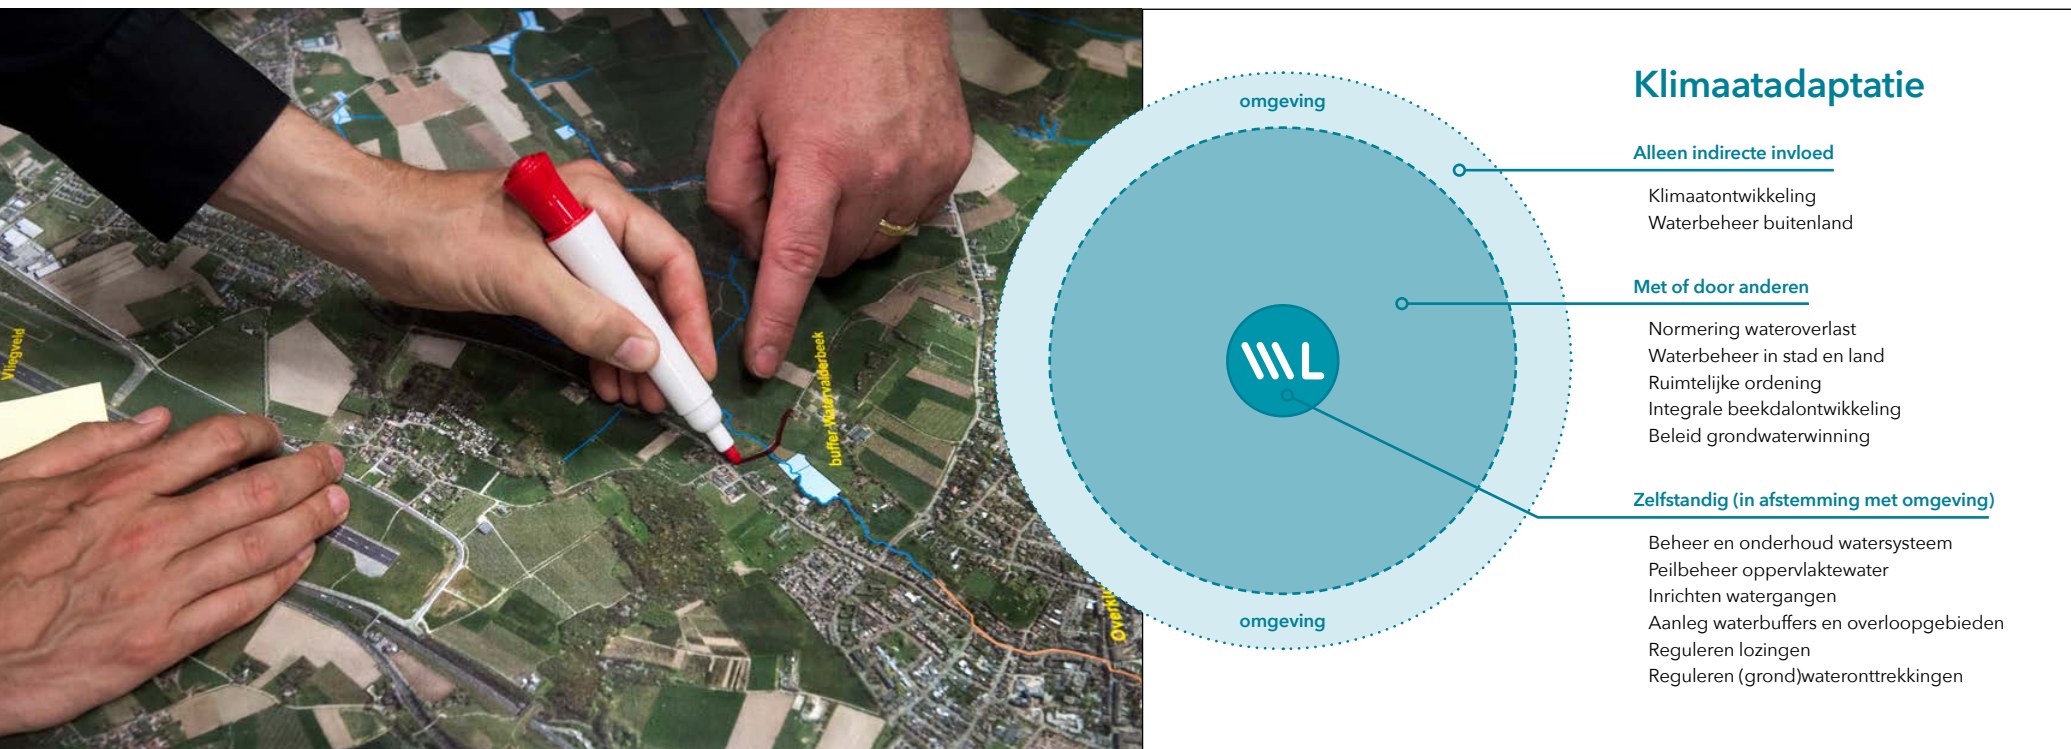 Vliegveld
buffer Watervalderbeek
omgeving
WL
omgeving
Klimaatadaptatie
Alleen indirecte invloed
Klimaatontwikkeling
Waterbeheer buitenland
Met of door anderen
Normering wateroverlast
Waterbeheer in stad en land
Ruimtelijke ordening
Integrale beekdalontwikkeling
Beleid grondwaterwinning
Zelfstandig (in afstemming met omgeving)
Beheer en onderhoud watersysteem
Peilbeheer oppervlaktewater
Inrichten watergangen
Aanleg waterbuffers en overloopgebieden
Reguleren lozingen
Reguleren (grond)wateronttrekkingen